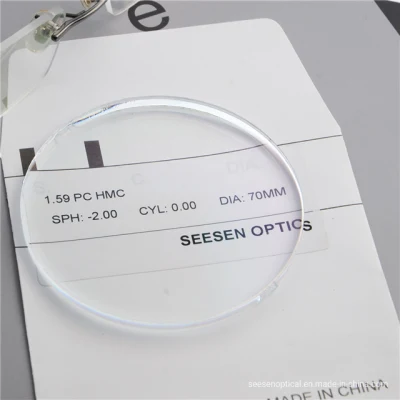 e
1.59 PC HMC
SPH: -2.00 CYL: 0.00 DIA: 70MM
SEESEN OPTICS
seesenoptical.en.made-in-china.com
MADE IN CHINA